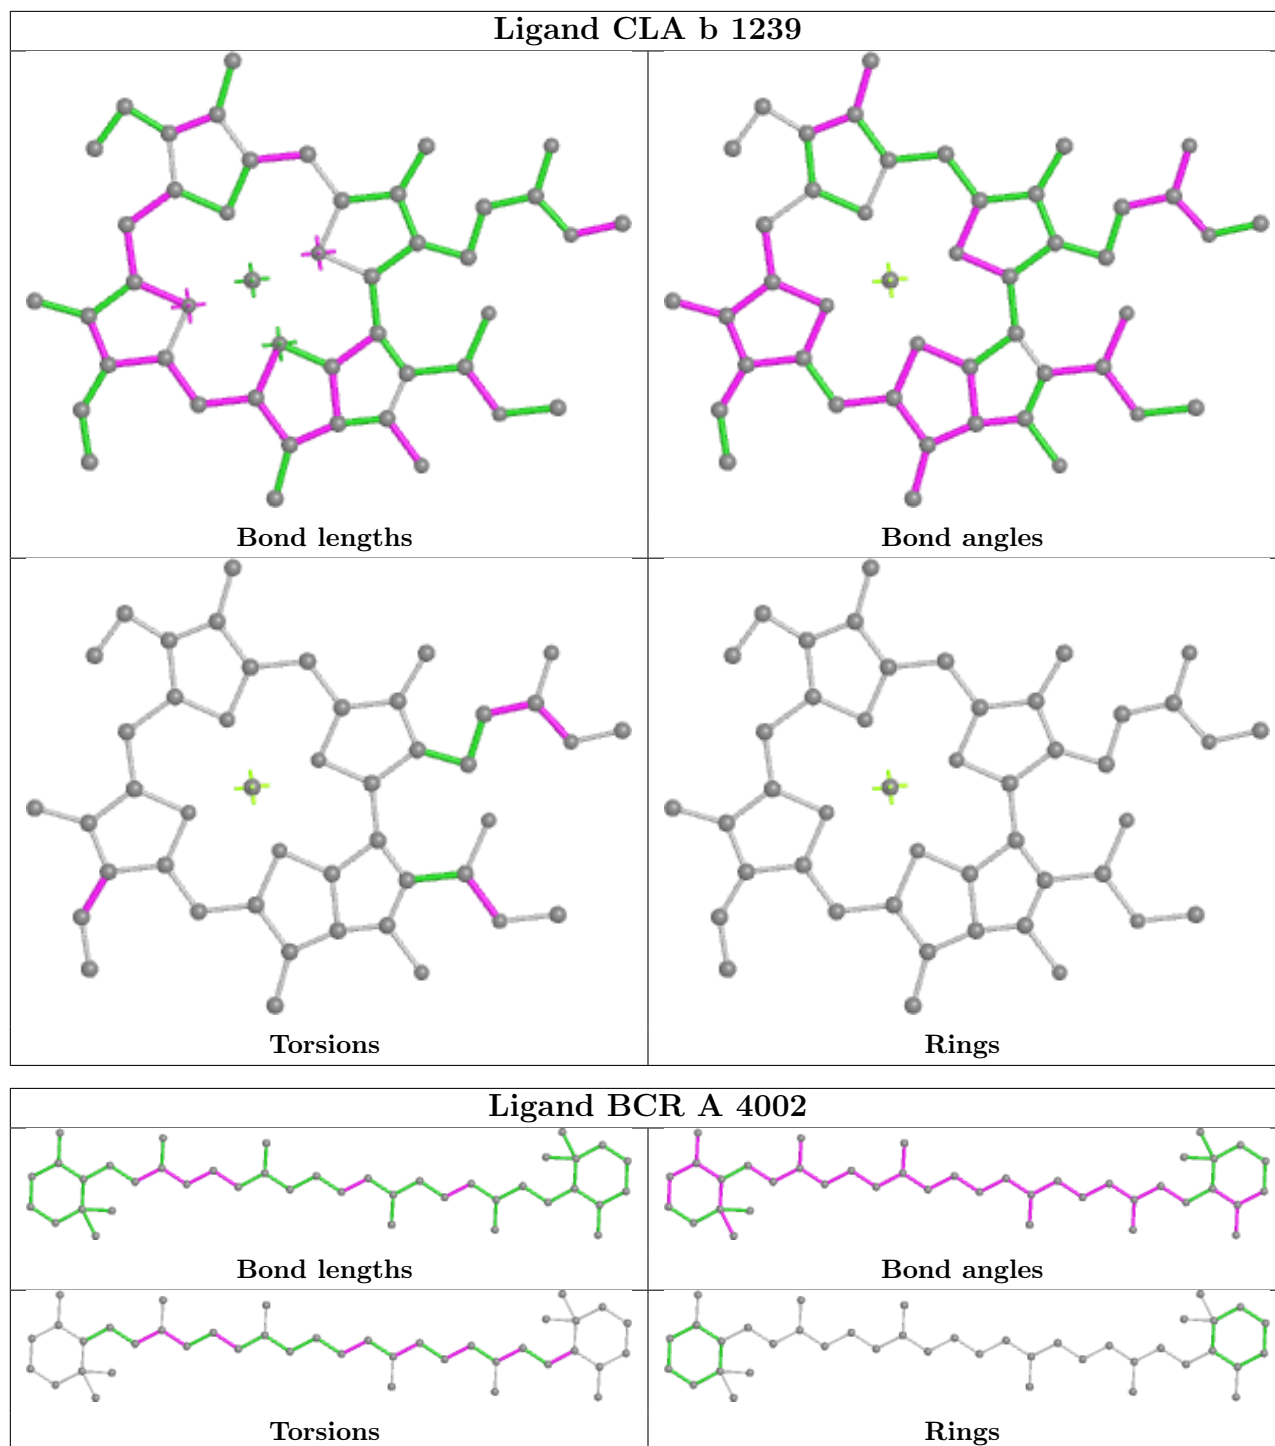 Ligand CLA b 1239
Bond lengths
Bond angles
Torsions
Rings
Ligand BCR A 4002
Bond lengths
Bond angles
Torsions
Rings